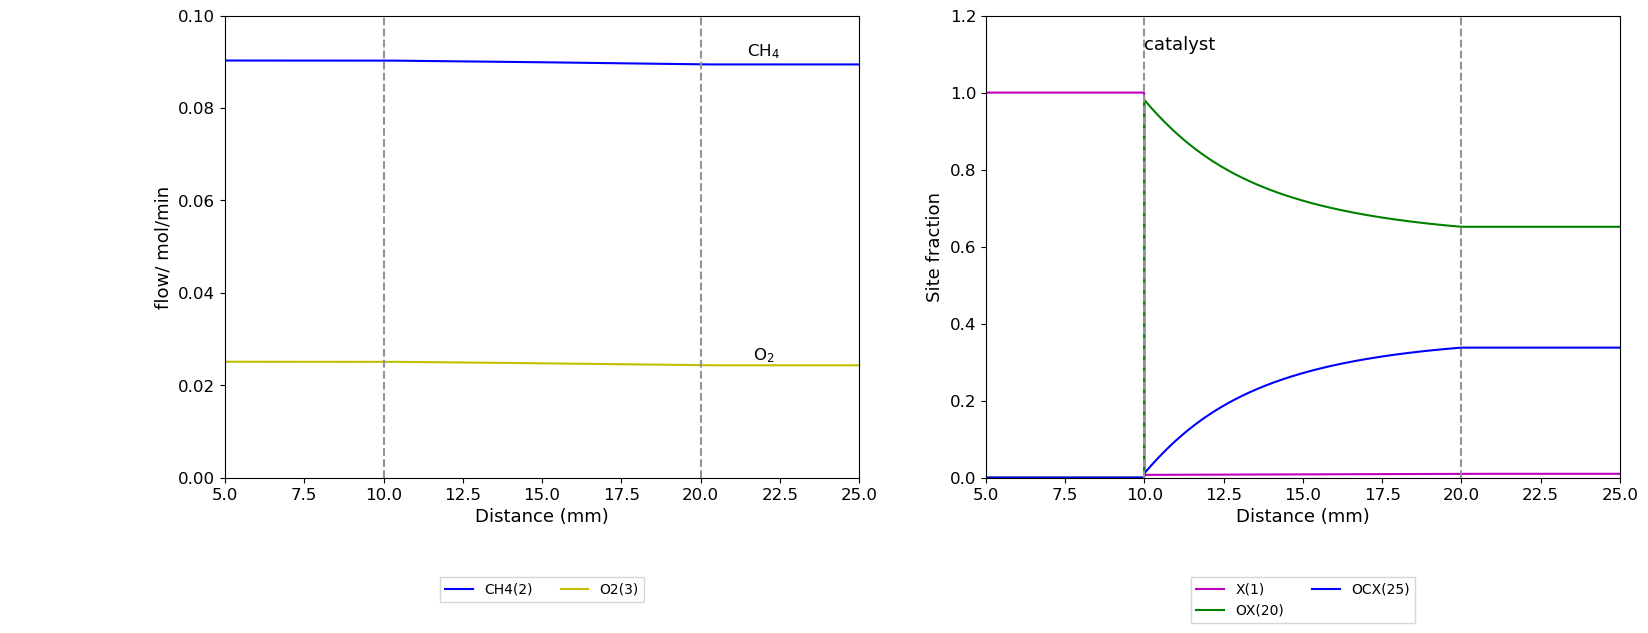 0.10
0.08
0.06
0.04
0.02
0.00
flow/ mol/min
CH₄
O₂
5.0 7.5 10.0 12.5 15.0 17.5 20.0 22.5 25.0
Distance (mm)
CH4(2) O2(3)
1.2
1.0
0.8
0.6
0.4
0.2
0.0
Site fraction
catalyst
5.0 7.5 10.0 12.5 15.0 17.5 20.0 22.5 25.0
Distance (mm)
X(1) OCX(25)
OX(20)